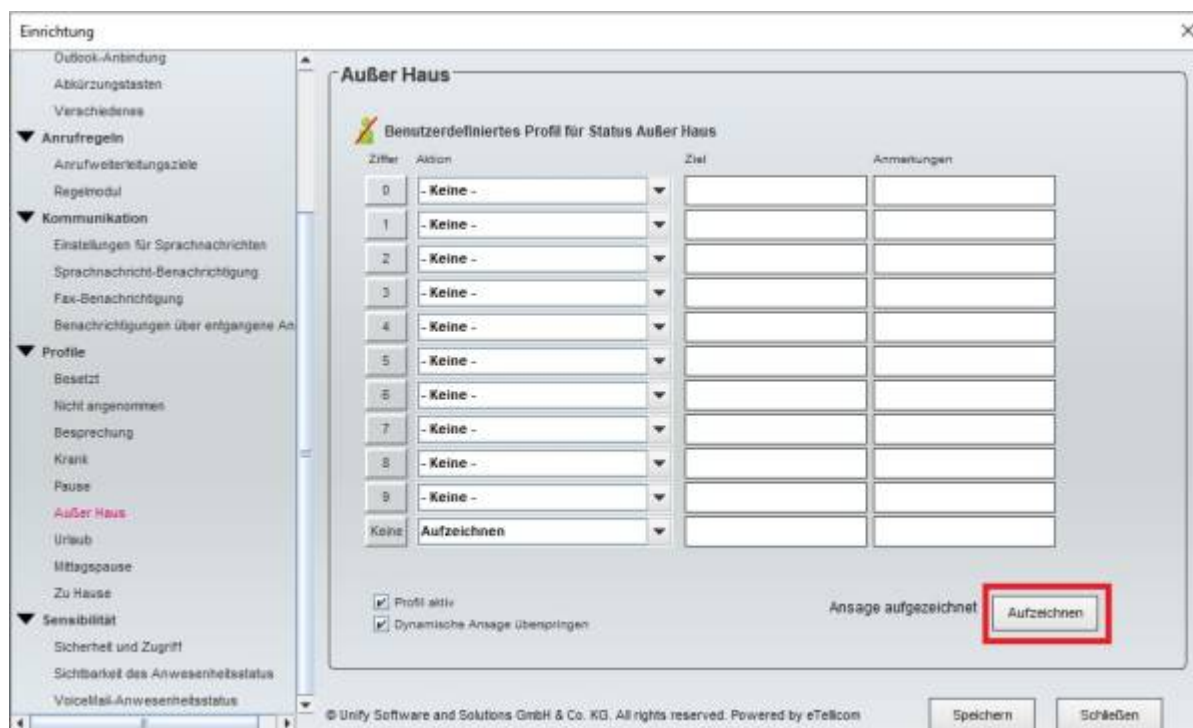 Einrichtung
Outlook-Anbindung
Abkürzungstasten
Verschiedenes
Anrufregeln
Anrufweiterleitungsziele
Regelmodul
Kommunikation
Einstellungen für Sprachnachrichten
Sprachnachricht-Benachrichtigung
Fax-Benachrichtigung
Benachrichtigungen über entgangene An
Profile
Besetzt
Nicht angenommen
Besprechung
Krank
Pause
Außer Haus
Urlaub
Mittagspause
Zu Hause
Sensibilität
Sicherheit und Zugriff
Sichtbarkeit des Anwesenheitsstatus
VoiceMail-Anwesenheitsstatus
Außer Haus
Benutzerdefiniertes Profil für Status Außer Haus
Ziffer Aktion Ziel Anmerkungen
0 - Keine -
1 - Keine -
2 - Keine -
3 - Keine -
4 - Keine -
5 - Keine -
6 - Keine -
7 - Keine -
8 - Keine -
9 - Keine -
Keine Aufzeichnen
Profil aktiv
Dynamische Ansage überspringen
Ansage aufgezeichnet Aufzeichnen
© Unify Software and Solutions GmbH & Co. KG. All rights reserved. Powered by eTellicom
Speichern Schließen